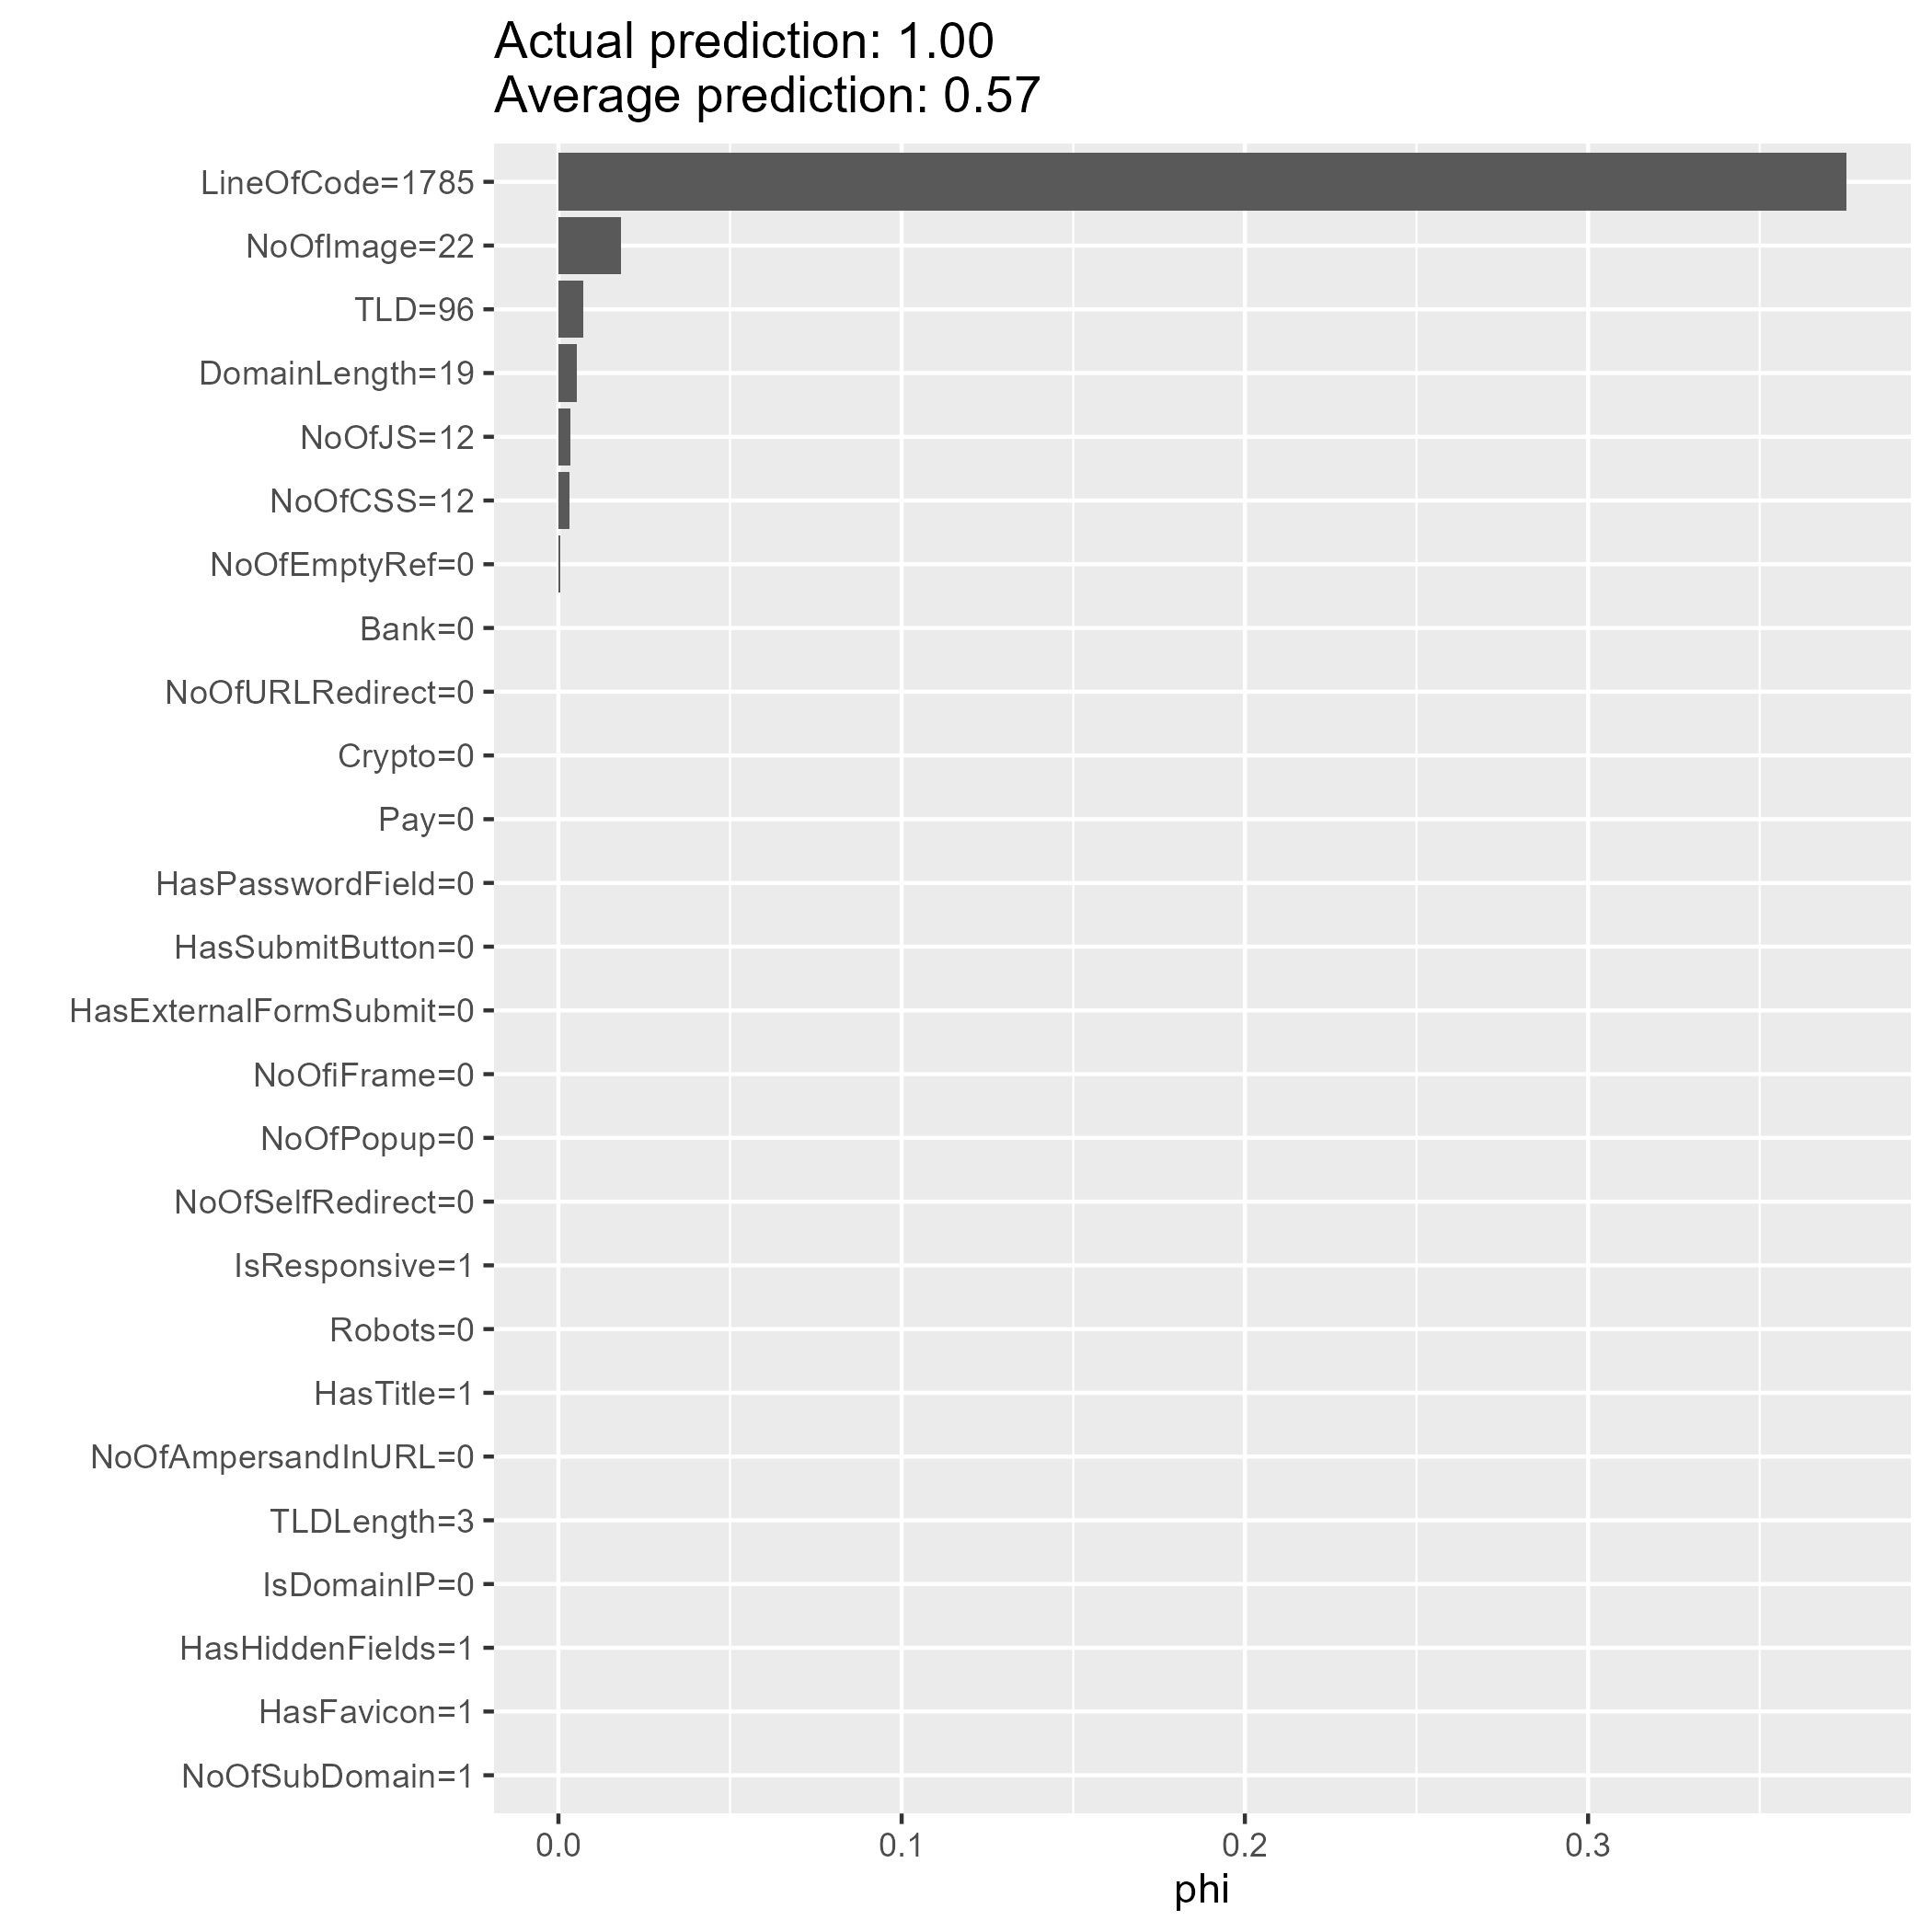 Actual prediction: 1.00
Average prediction: 0.57
LineOfCode=1785
NoOfImage=22
TLD=96
DomainLength=19
NoOfJS=12
NoOfCSS=12
NoOfEmptyRef=0
Bank=0
NoOfURLRedirect=0
Crypto=0
Pay=0
HasPasswordField=0
HasSubmitButton=0
HasExternalFormSubmit=0
NoOfiFrame=0
NoOfPopup=0
NoOfSelfRedirect=0
IsResponsive=1
Robots=0
HasTitle=1
NoOfAmpersandInURL=0
TLDLength=3
IsDomainIP=0
HasHiddenFields=1
HasFavicon=1
NoOfSubDomain=1
0.0 0.1 0.2 0.3
phi